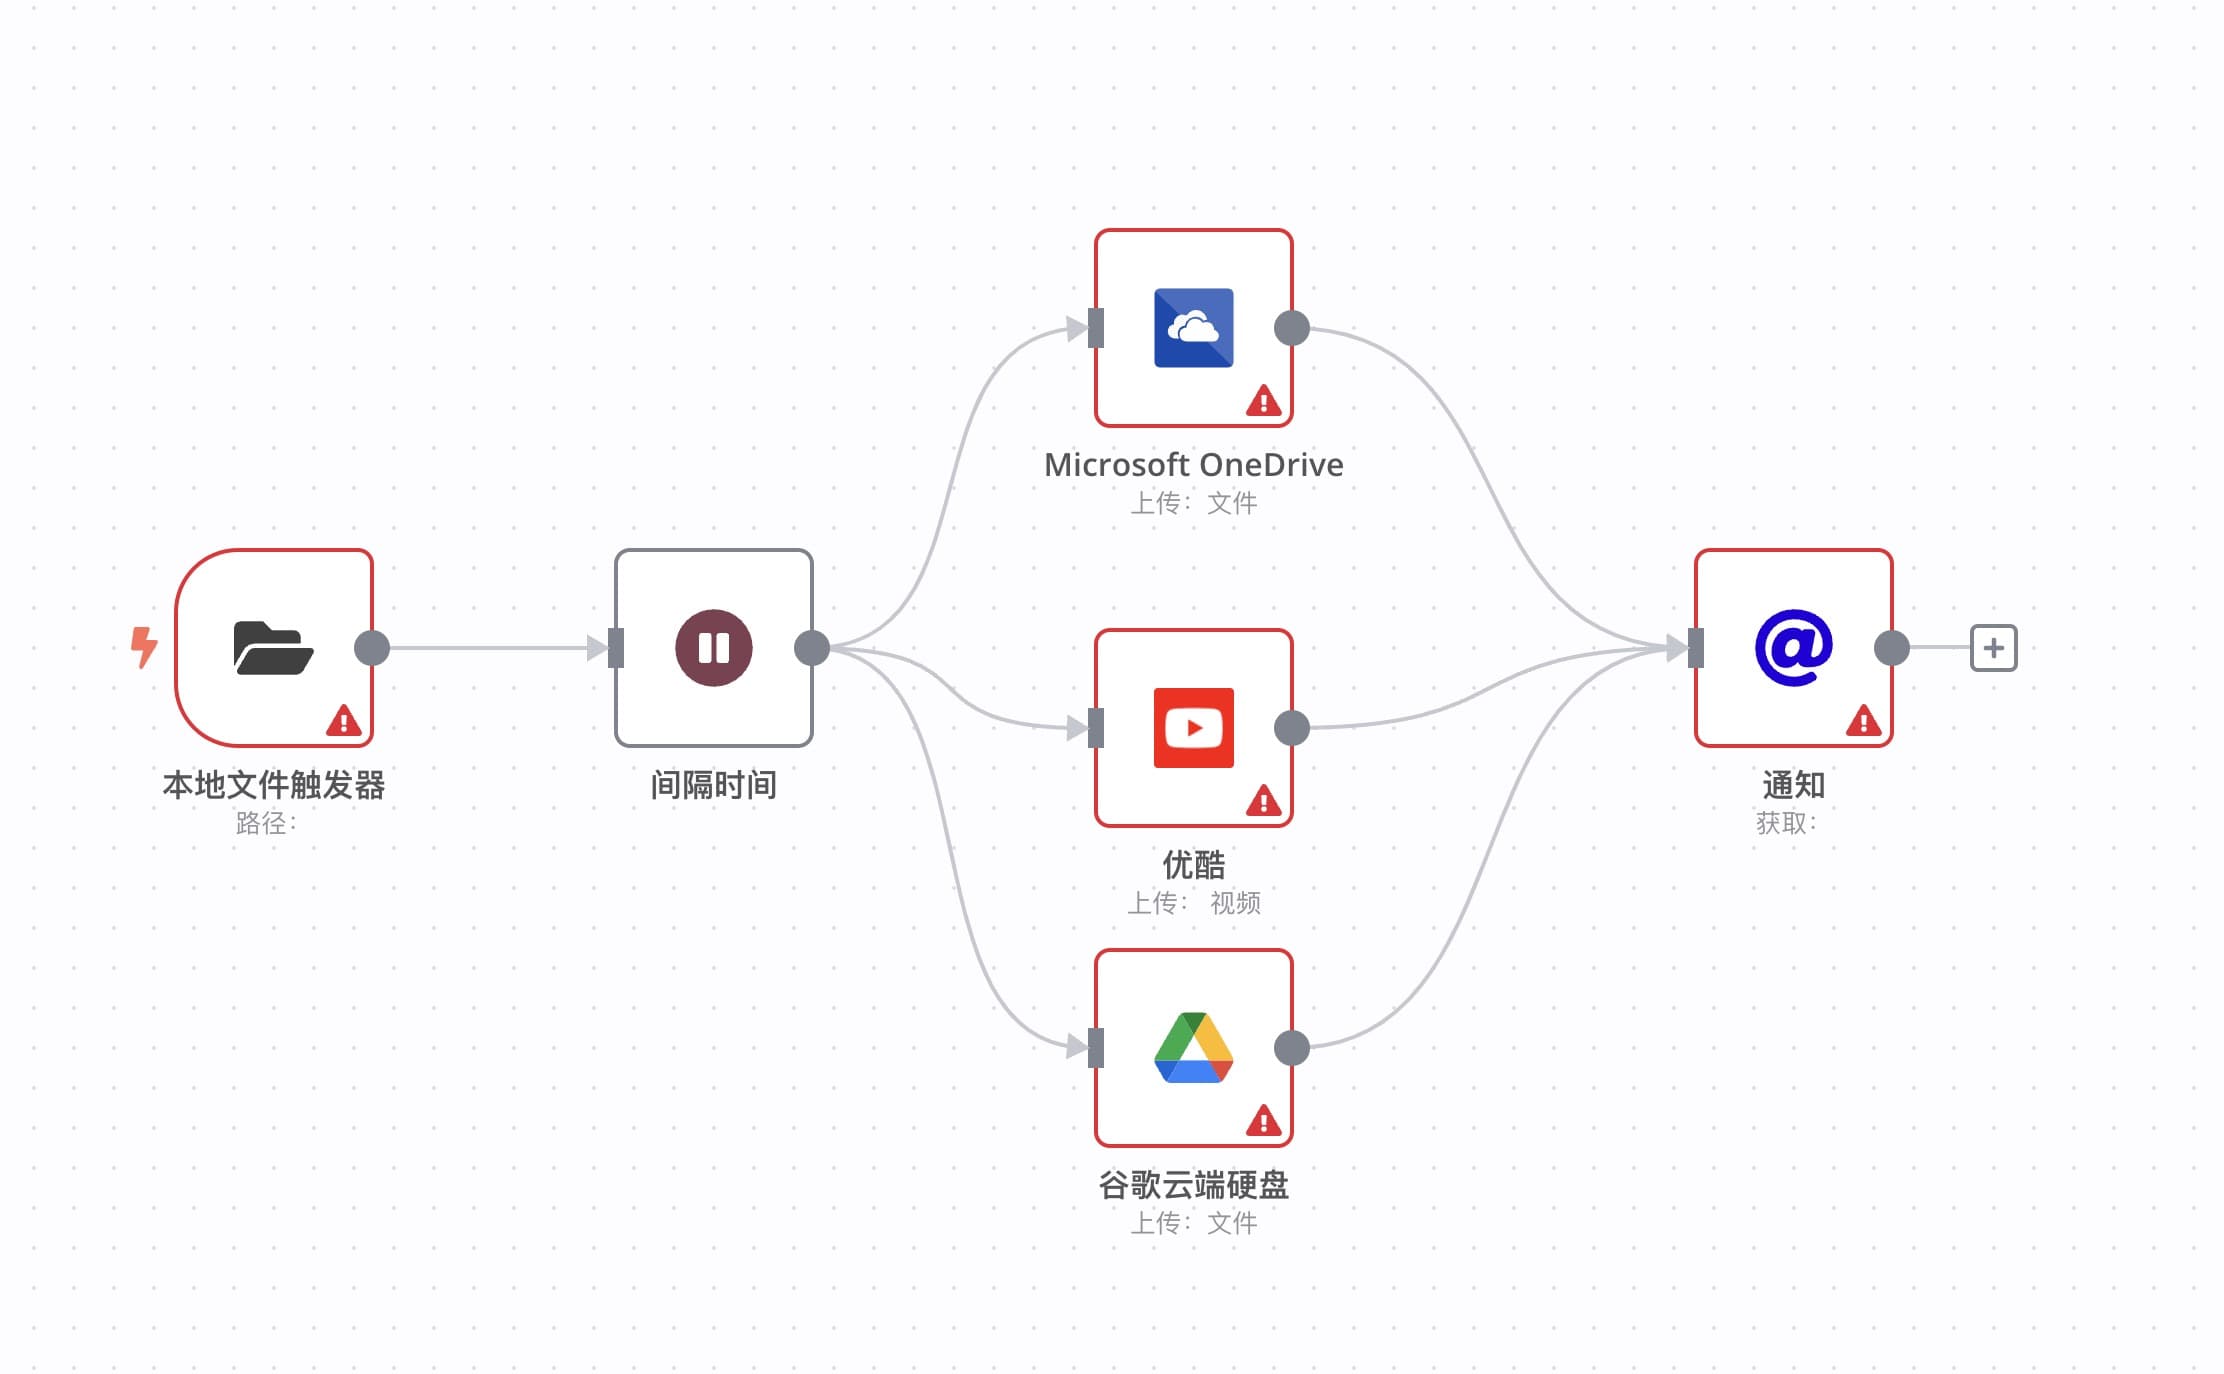 Microsoft OneDrive
上传：文件
本地文件触发器
路径：
间隔时间
优酷
上传： 视频
通知
获取：
谷歌云端硬盘
上传：文件